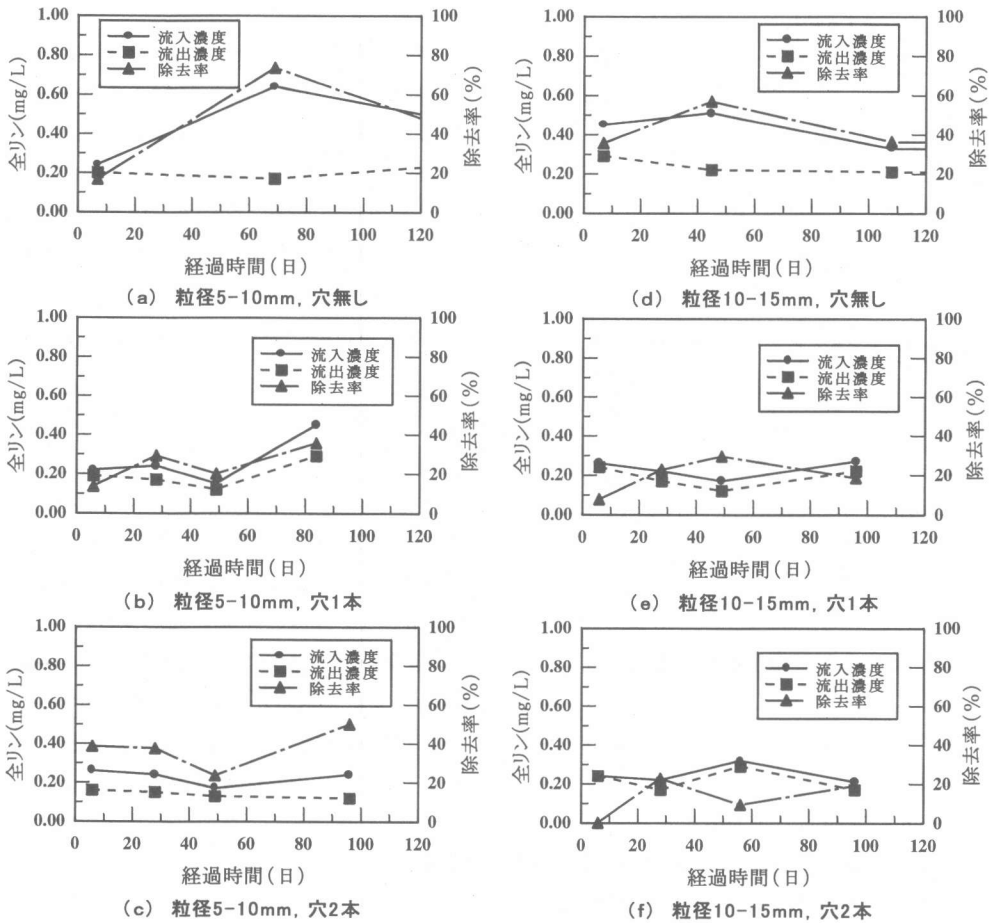 全リン(mg/L)
1.00
0.80
0.60
0.40
0.20
0.00
流入濃度
流出濃度
除去率
100
80
60
40
20
0
除去率(%)
0 20 40 60 80 100 120
経過時間(日)
(a) 粒径5-10mm, 穴無し
全リン(mg/L)
1.00
0.80
0.60
0.40
0.20
0.00
流入濃度
流出濃度
除去率
100
80
60
40
20
0
除去率(%)
0 20 40 60 80 100 120
経過時間(日)
(d) 粒径10-15mm, 穴無し
全リン(mg/L)
1.00
0.80
0.60
0.40
0.20
0.00
流入濃度
流出濃度
除去率
100
80
60
40
20
0
除去率(%)
0 20 40 60 80 100
経過時間(日)
(b) 粒径5-10mm, 穴1本
全リン(mg/L)
1.00
0.80
0.60
0.40
0.20
0.00
流入濃度
流出濃度
除去率
100
80
60
40
20
0
除去率(%)
0 20 40 60 80 100 120
経過時間(日)
(e) 粒径10-15mm, 穴1本
全リン(mg/L)
1.00
0.80
0.60
0.40
0.20
0.00
流入濃度
流出濃度
除去率
100
80
60
40
20
0
除去率(%)
0 20 40 60 80 100
経過時間(日)
(c) 粒径5-10mm, 穴2本
全リン(mg/L)
1.00
0.80
0.60
0.40
0.20
0.00
流入濃度
流出濃度
除去率
100
80
60
40
20
0
除去率(%)
0 20 40 60 80 100 120
経過時間(日)
(f) 粒径10-15mm, 穴2本